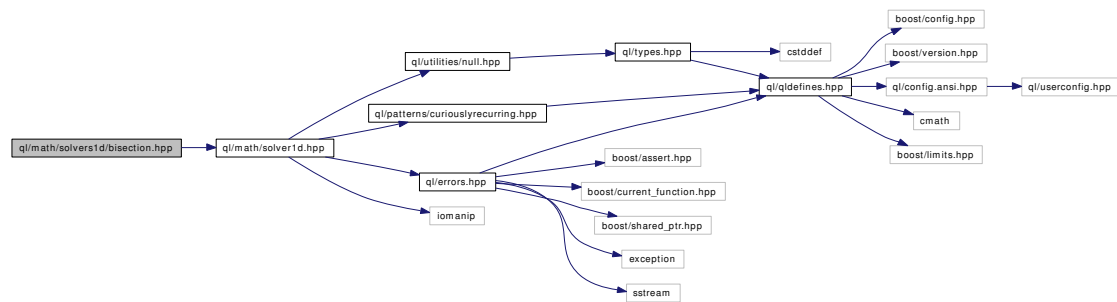 boost/config.hpp
ql/utilities/null.hpp
ql/types.hpp
cstddef
boost/version.hpp
ql/qldefines.hpp
ql/config.ansi.hpp
ql/userconfig.hpp
ql/patterns/curiouslyrecurring.hpp
cmath
ql/math/solvers1d/bisection.hpp
ql/math/solver1d.hpp
boost/limits.hpp
boost/assert.hpp
ql/errors.hpp
boost/current_function.hpp
iomanip
boost/shared_ptr.hpp
exception
sstream